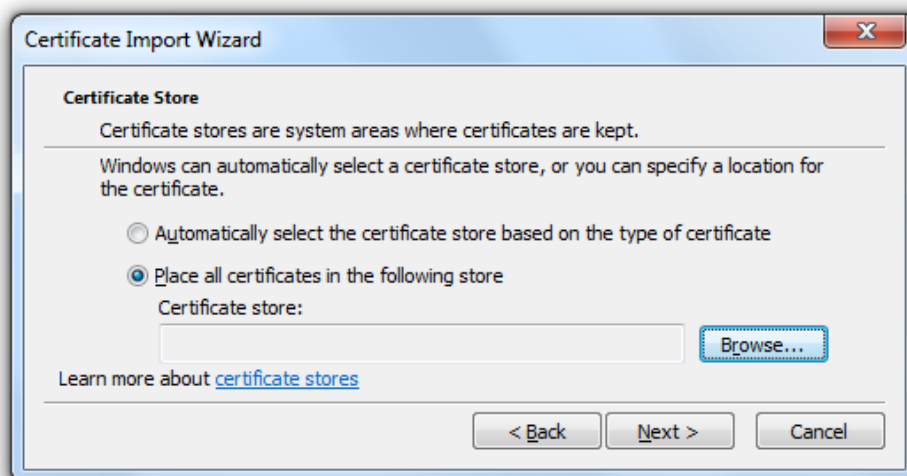 Certificate Import Wizard
Certificate Store
Certificate stores are system areas where certificates are kept.
Windows can automatically select a certificate store, or you can specify a location for
the certificate.
Automatically select the certificate store based on the type of certificate
Place all certificates in the following store
Certificate store:
Browse...
Learn more about certificate stores
< Back Next > Cancel